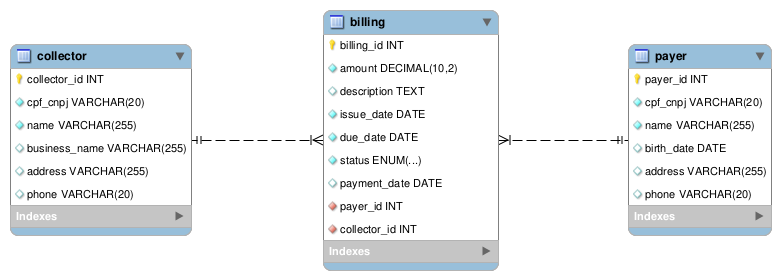 collector
collector_id INT
cpf_cnpj VARCHAR(20)
name VARCHAR(255)
business_name VARCHAR(255)
address VARCHAR(255)
phone VARCHAR(20)
Indexes
billing
billing_id INT
amount DECIMAL(10,2)
description TEXT
issue_date DATE
due_date DATE
status ENUM(...)
payment_date DATE
payer_id INT
collector_id INT
Indexes
payer
payer_id INT
cpf_cnpj VARCHAR(20)
name VARCHAR(255)
birth_date DATE
address VARCHAR(255)
phone VARCHAR(20)
Indexes